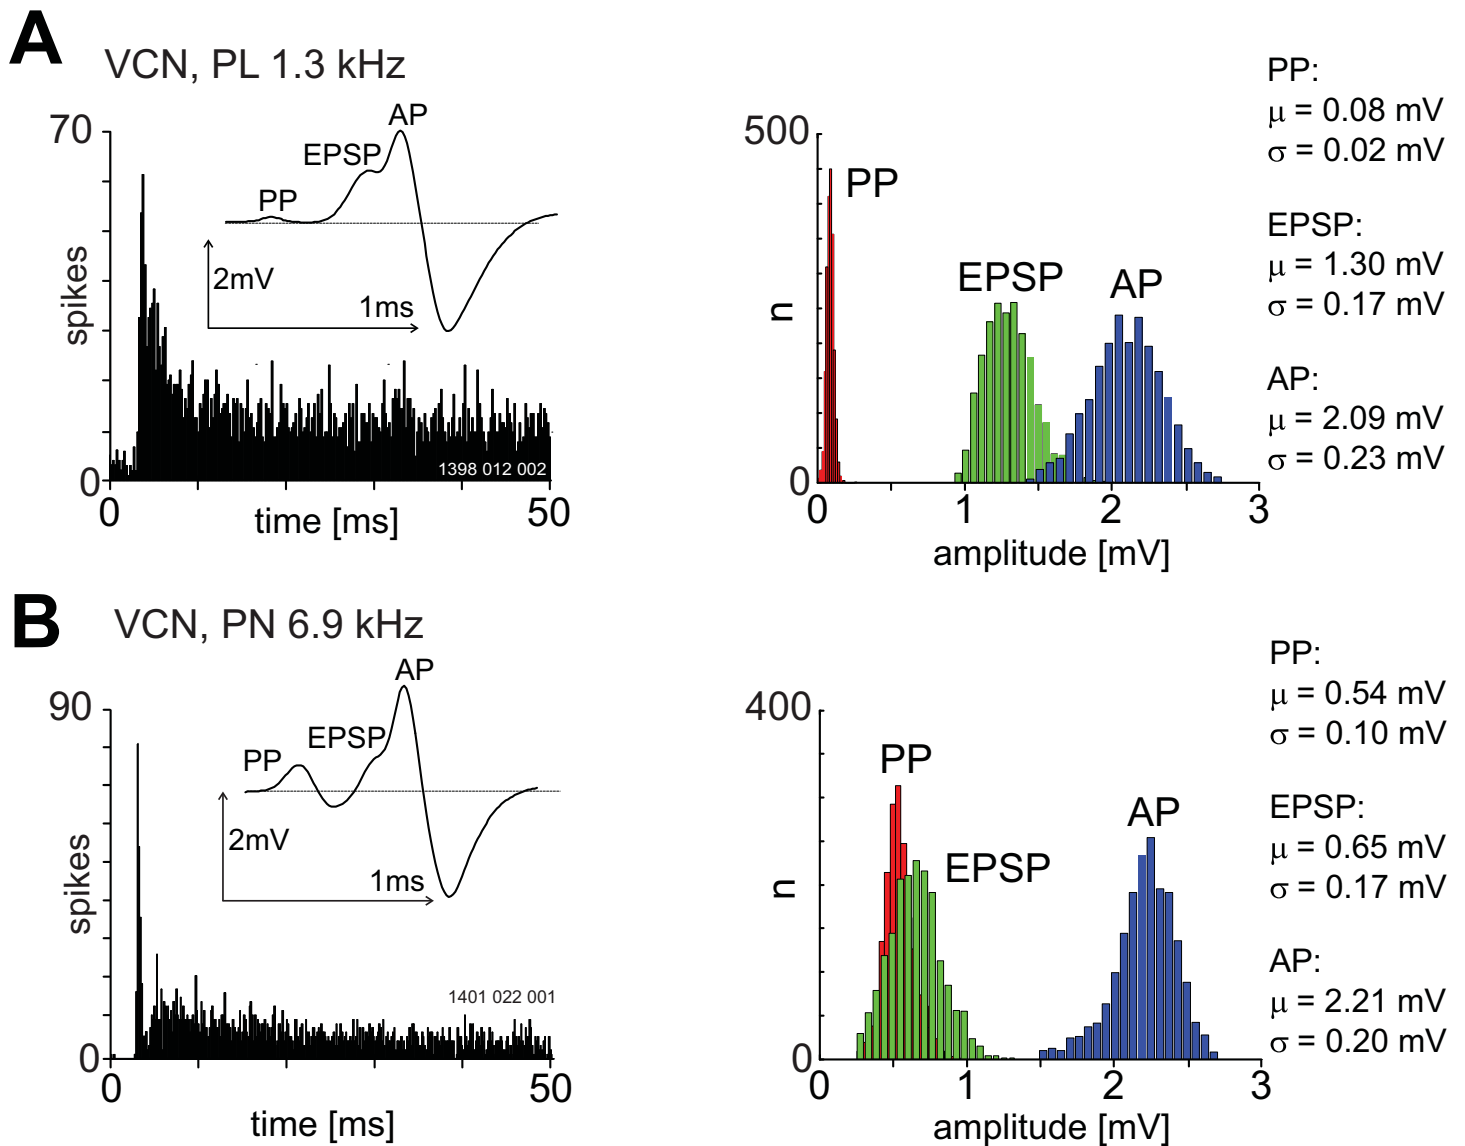 A
VCN, PL 1.3 kHz
70
spikes
0
0
time [ms]
50
AP
EPSP
PP
2mV
1ms
1398 012 002
500
n
0
PP
EPSP
AP
0
1
2
3
amplitude [mV]
PP:
μ = 0.08 mV
σ = 0.02 mV
EPSP:
μ = 1.30 mV
σ = 0.17 mV
AP:
μ = 2.09 mV
σ = 0.23 mV
B
VCN, PN 6.9 kHz
90
spikes
0
0
time [ms]
50
AP
EPSP
PP
2mV
1ms
1401 022 001
400
n
0
PP
EPSP
AP
0
1
2
3
amplitude [mV]
PP:
μ = 0.54 mV
σ = 0.10 mV
EPSP:
μ = 0.65 mV
σ = 0.17 mV
AP:
μ = 2.21 mV
σ = 0.20 mV